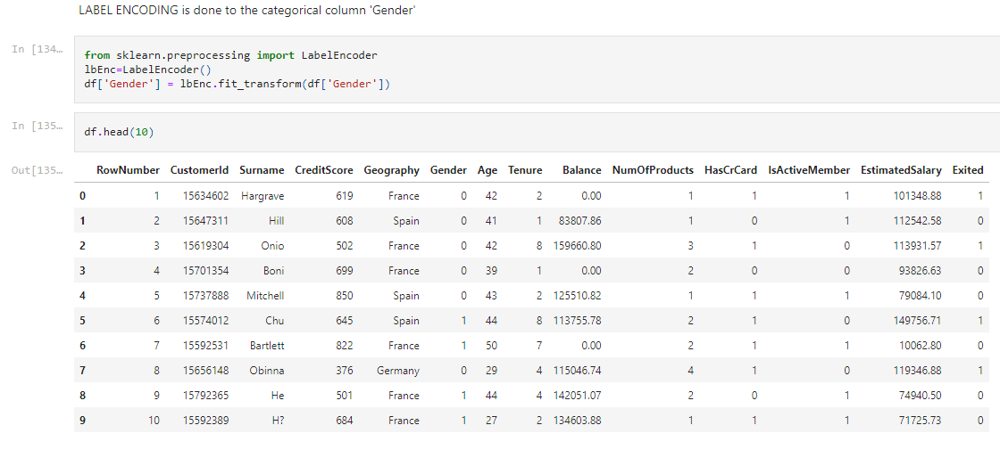 LABEL ENCODING is done to the categorical column 'Gender'
In [134…
from sklearn.preprocessing import LabelEncoder
lbEnc=LabelEncoder()
df['Gender'] = lbEnc.fit_transform(df['Gender'])
In [135…
df.head(10)
Out[135…
RowNumber CustomerId Surname CreditScore Geography Gender Age Tenure Balance NumOfProducts HasCrCard IsActiveMember EstimatedSalary Exited
0 1 15634602 Hargrave 619 France 0 42 2 0.00 1 1 1 101348.88 1
1 2 15647311 Hill 608 Spain 0 41 1 83807.86 1 0 1 112542.58 0
2 3 15619304 Onio 502 France 0 42 8 159660.80 3 1 0 113931.57 1
3 4 15701354 Boni 699 France 0 39 1 0.00 2 0 0 93826.63 0
4 5 15737888 Mitchell 850 Spain 0 43 2 125510.82 1 1 1 79084.10 0
5 6 15574012 Chu 645 Spain 1 44 8 113755.78 2 1 0 149756.71 1
6 7 15592531 Bartlett 822 France 1 50 7 0.00 2 1 1 10062.80 0
7 8 15656148 Obinna 376 Germany 0 29 4 115046.74 4 1 0 119346.88 1
8 9 15792365 He 501 France 1 44 4 142051.07 2 0 1 74940.50 0
9 10 15592389 H? 684 France 1 27 2 134603.88 1 1 1 71725.73 0